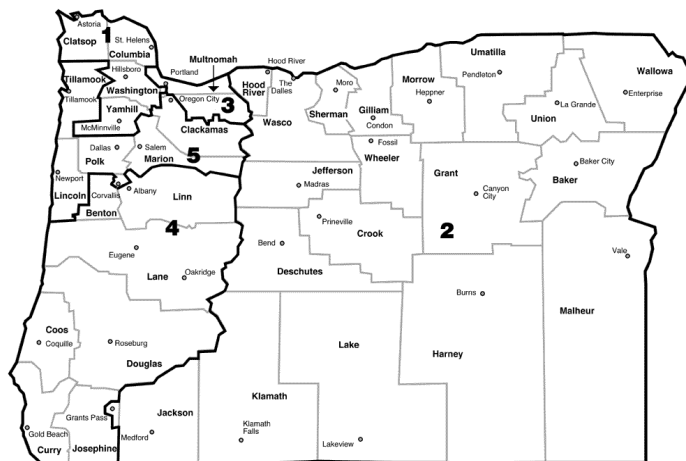 Astoria
Clatsop
1
St. Helens
Columbia
Multnomah
Hood River
Umatilla
Wallowa
Hillsboro
Portland
The
Dalles
Moro
Morrow
Pendleton
Tillamook
Washington
Hood
River
Heppner
Enterprise
Tillamook
Oregon City
3
Sherman
Gilliam
La Grande
Yamhill
Wasco
Condon
Union
McMinnville
Clackamas
Fossil
Dallas
Salem
5
Wheeler
Polk
Marion
Baker City
Newport
Jefferson
Grant
Baker
Lincoln
Corvallis
Albany
Linn
Madras
Canyon
City
Benton
Prineville
4
Crook
2
Eugene
Bend
Vale
Lane
Oakridge
Deschutes
Burns
Malheur
Coos
Coquille
Roseburg
Lake
Harney
Douglas
Klamath
Grants Pass
Jackson
Gold Beach
Medford
Klamath
Falls
Lakeview
Curry
Josephine